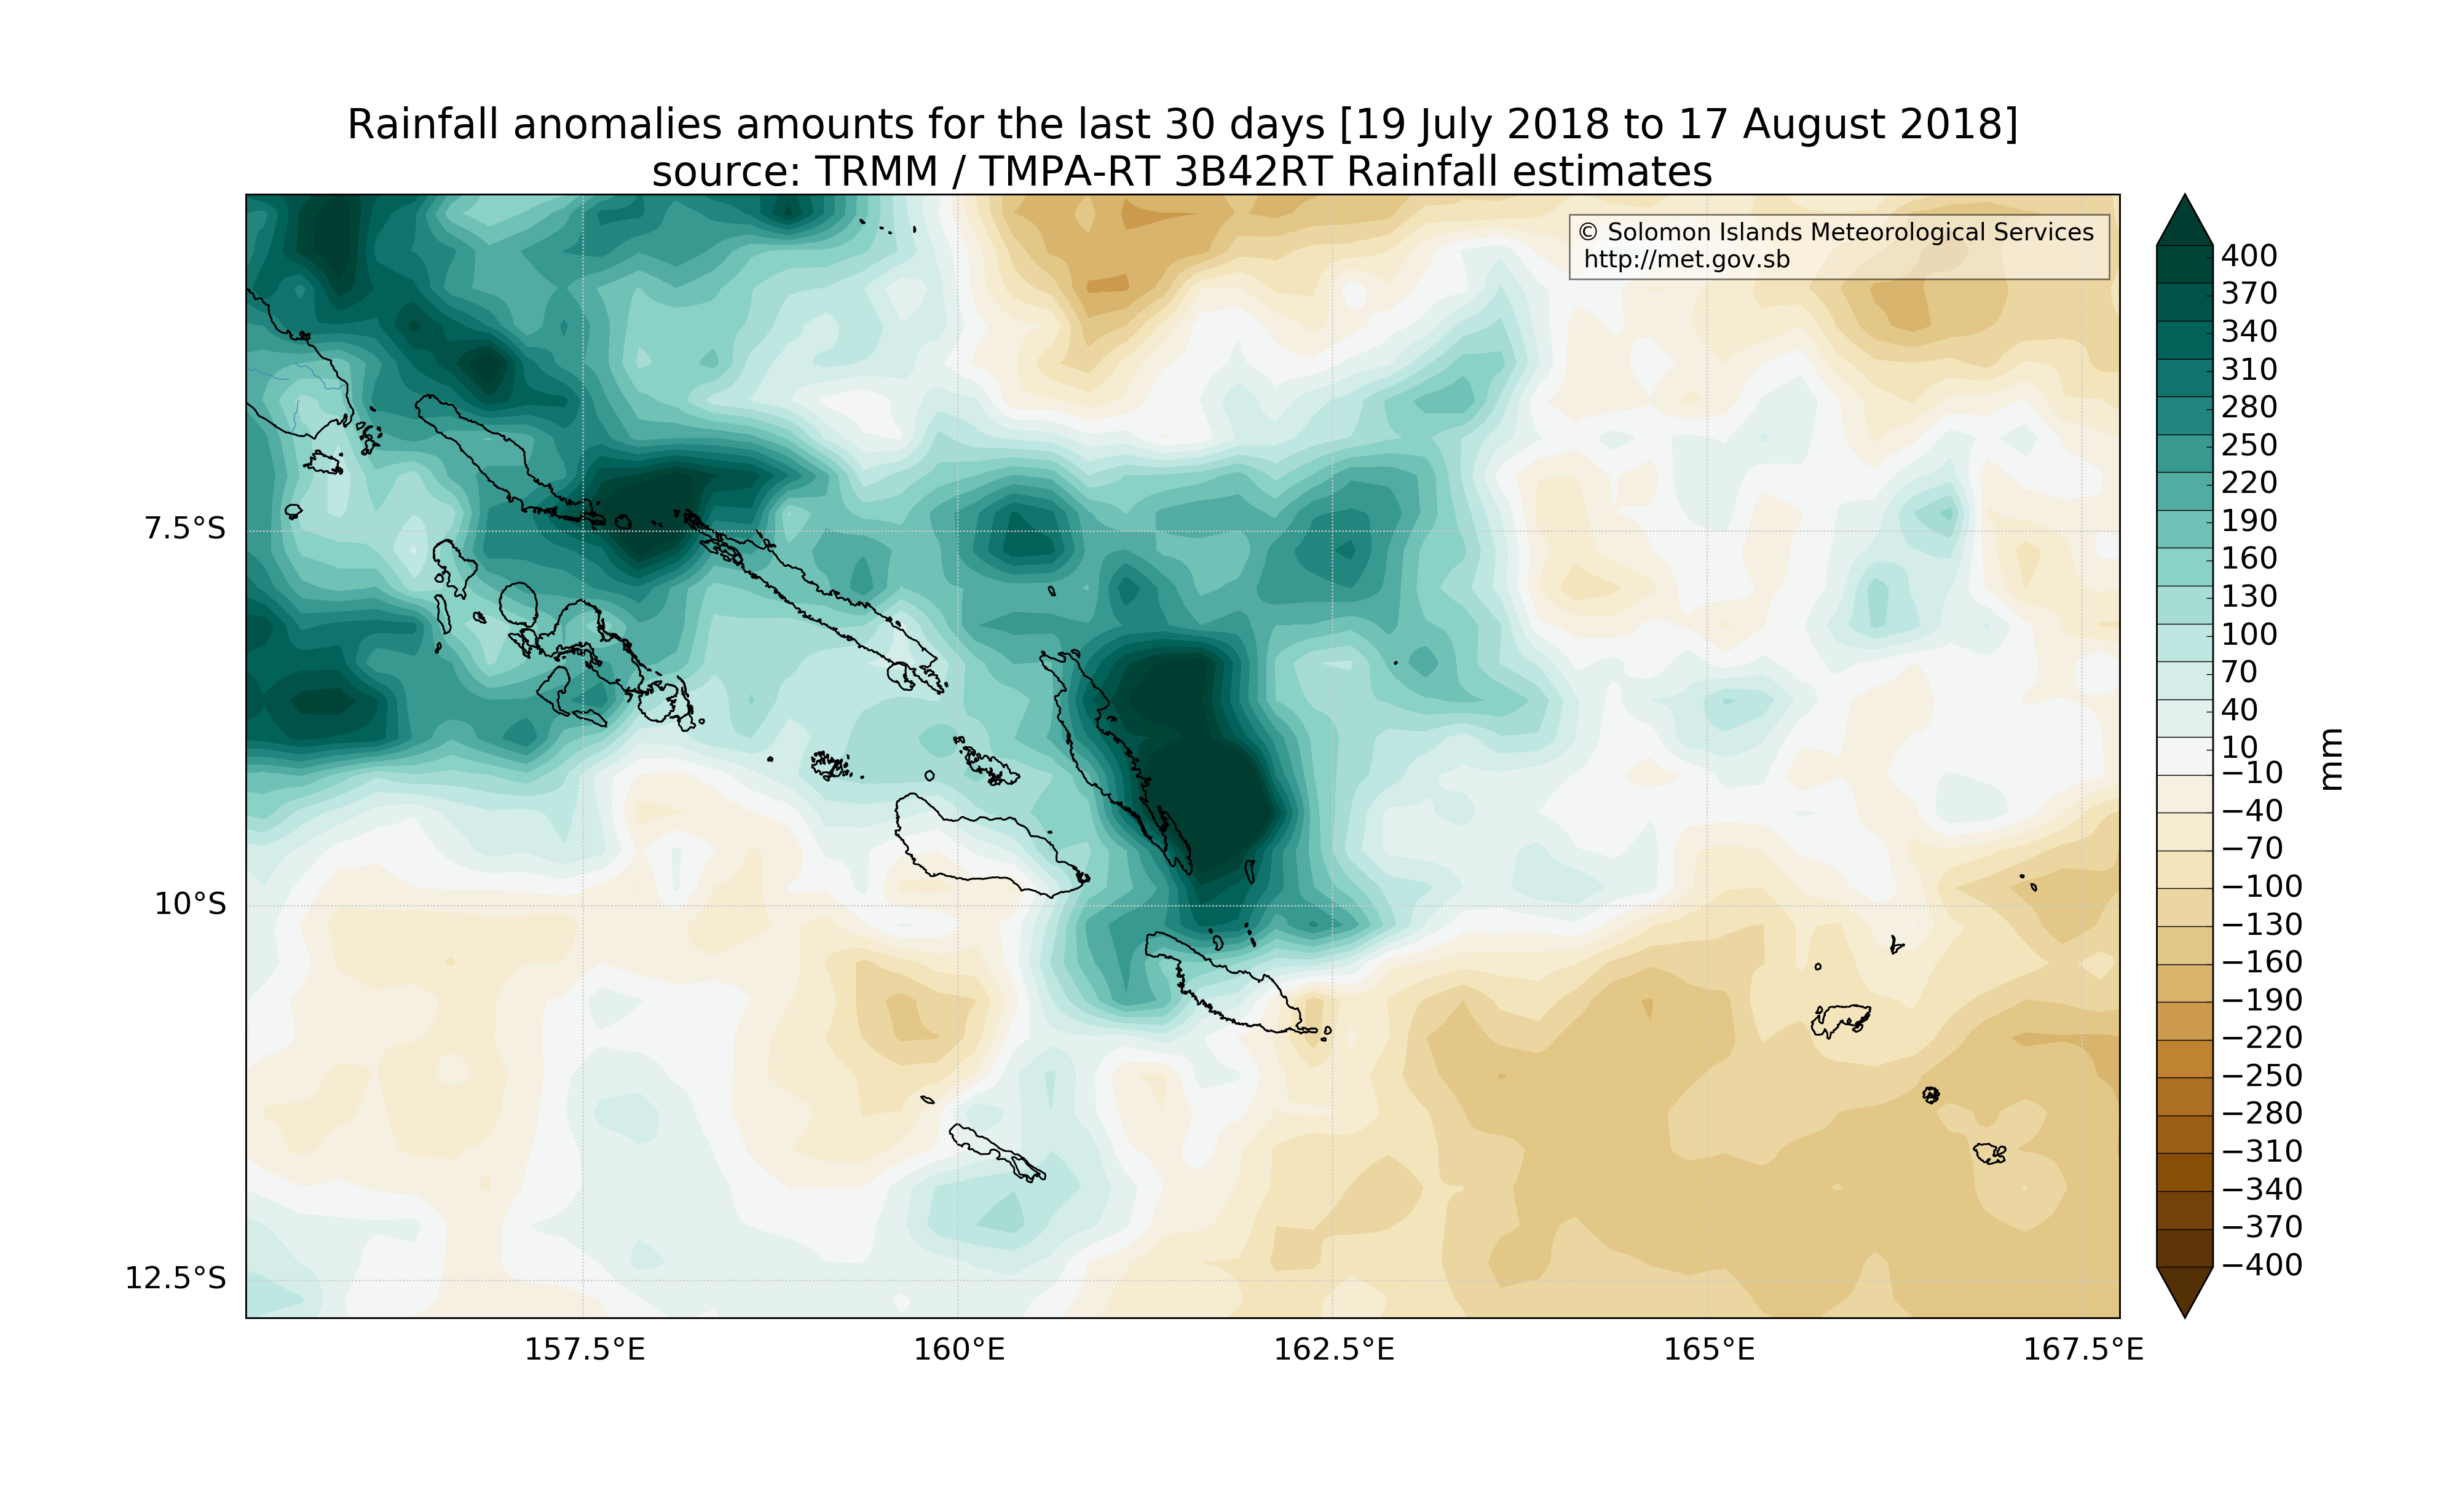 Rainfall anomalies amounts for the last 30 days [19 July 2018 to 17 August 2018]
source: TRMM / TMPA-RT 3B42RT Rainfall estimates
© Solomon Islands Meteorological Services
http://met.gov.sb
7.5°S
10°S
12.5°S
157.5°E
160°E
162.5°E
165°E
167.5°E
400
370
340
310
280
250
220
190
160
130
100
70
40
10
−10
−40
−70
−100
−130
−160
−190
−220
−250
−280
−310
−340
−370
−400
mm